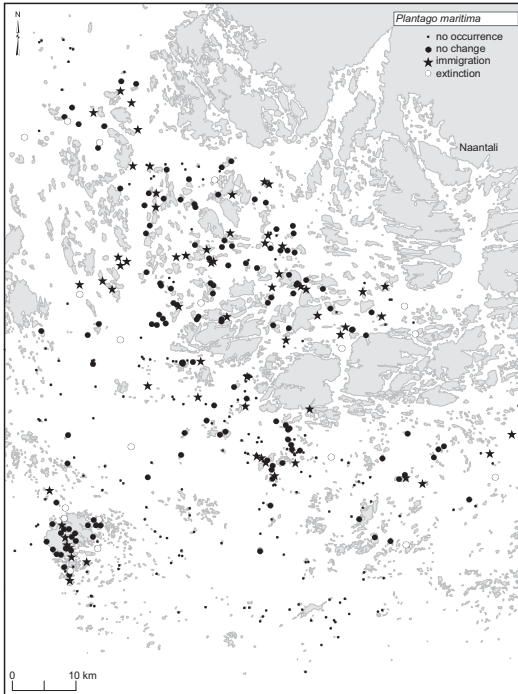 N
Plantago maritima
no occurrence
no change
immigration
extinction
Naantali
0 10 km